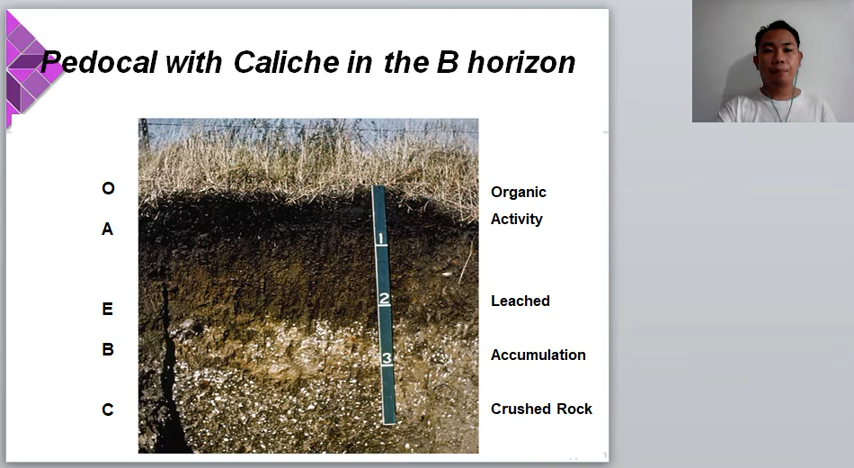 Pedocal with Caliche in the B horizon
O
Organic
Activity
A
1
2
E
Leached
B
Accumulation
3
C
Crushed Rock